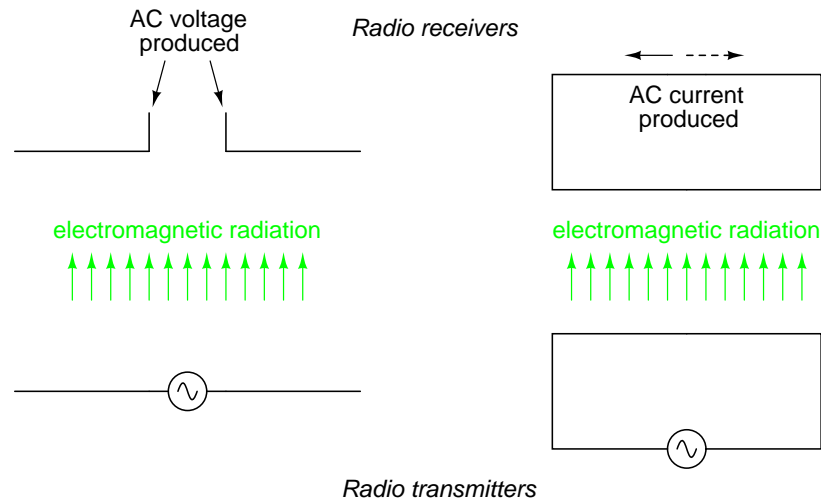 AC voltage
produced
Radio receivers
AC current
produced
electromagnetic radiation
electromagnetic radiation
Radio transmitters